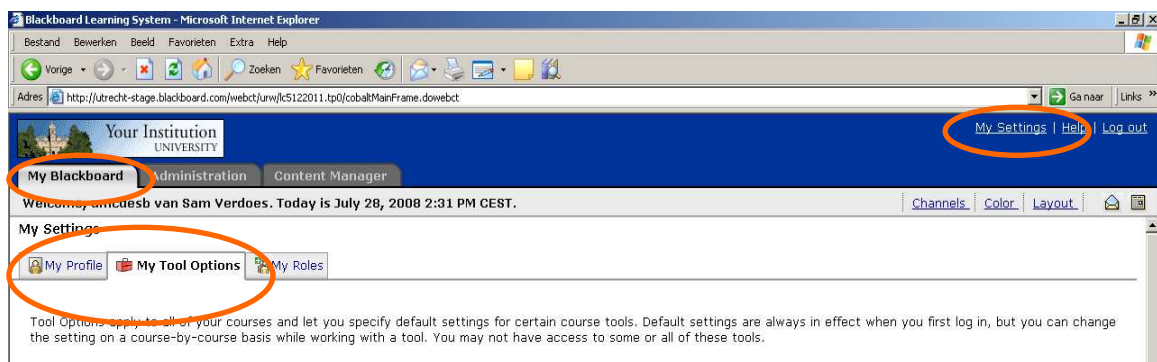 Blackboard Learning System - Microsoft Internet Explorer
Bestand Bewerken Beeld Favorieten Extra Help
Vorige Zoeken Favorieten
Adres http://utrecht-stage.blackboard.com/webct/urw/lc5122011.tp0/cobaltMainFrame.dowebct Ga naar Links »
Your Institution
UNIVERSITY
My Settings | Help | Log out
My Blackboard Administration Content Manager
Welcome, van Sam Verdoes. Today is July 28, 2008 2:31 PM CEST. Channels Color Layout
My Settings
My Profile My Tool Options My Roles
Tool Options apply to all of your courses and let you specify default settings for certain course tools. Default settings are always in effect when you first log in, but you can change
the setting on a course-by-course basis while working with a tool. You may not have access to some or all of these tools.